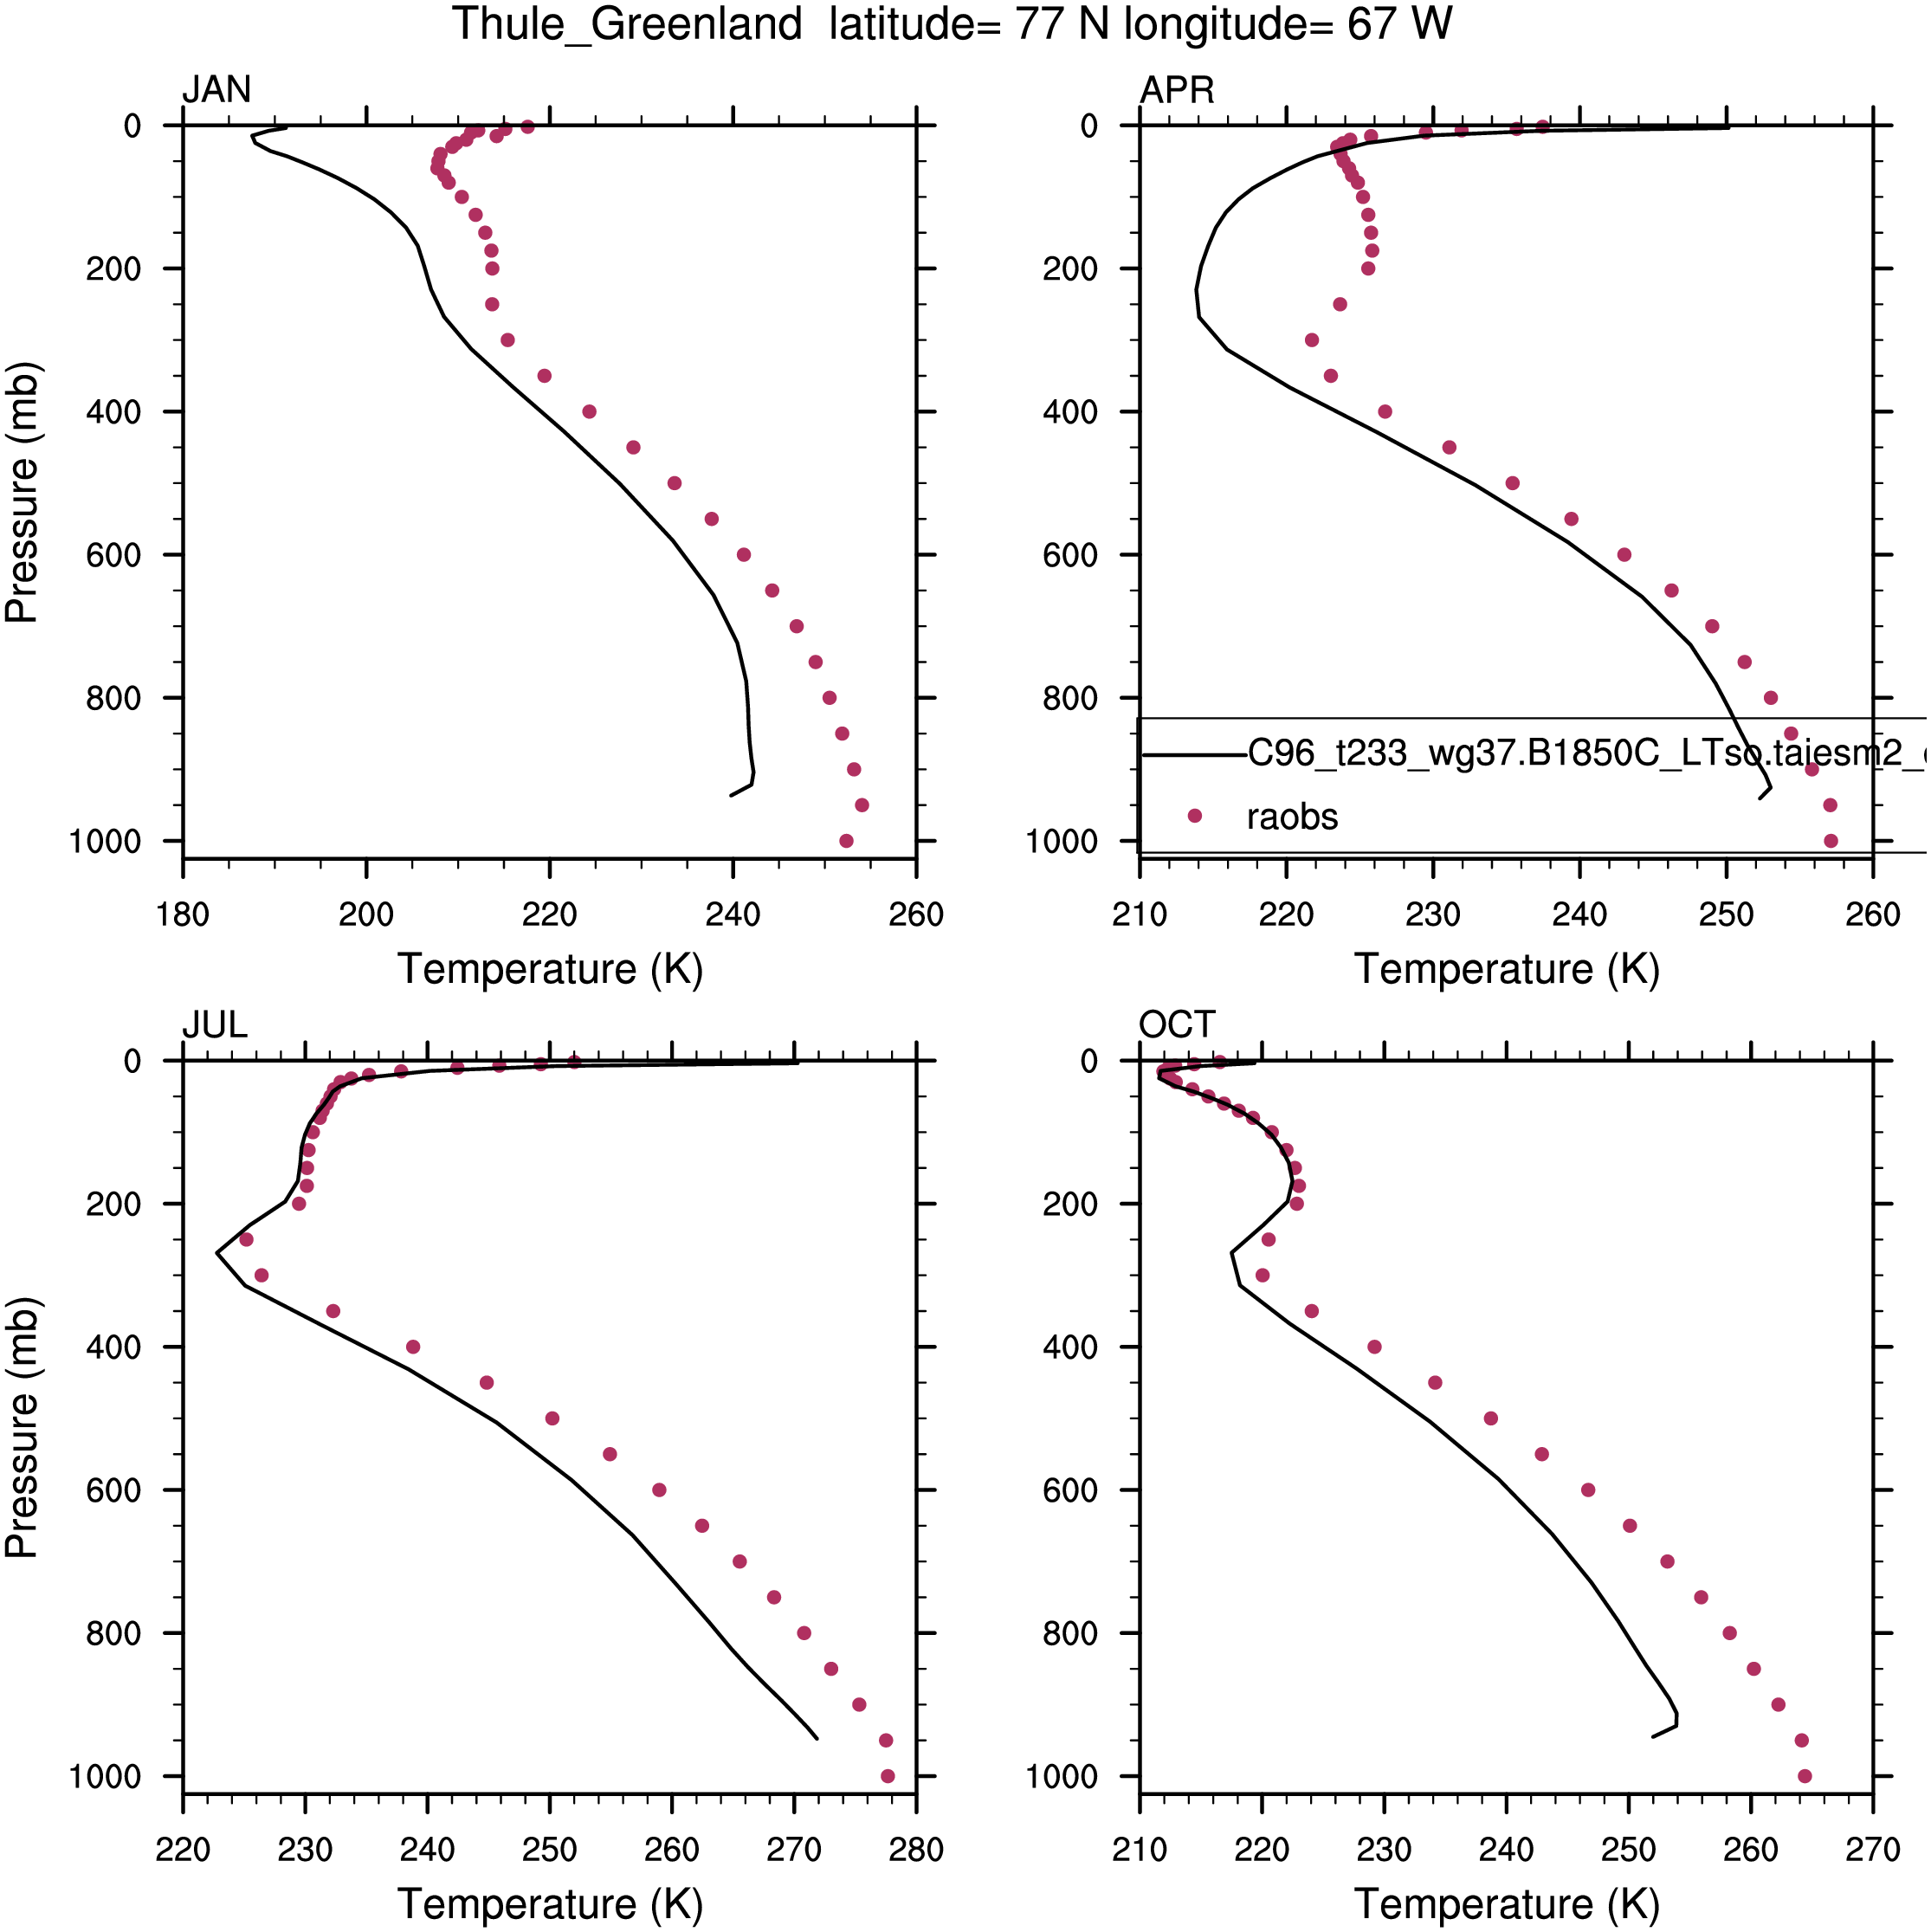 Thule_Greenland latitude= 77 N longitude= 67 W
JAN
0
200
400
600
800
1000
Pressure (mb)
180 200 220 240 260
Temperature (K)
APR
0
200
400
600
800
1000
C96_t233_wg37.B1850C_LTso.taiesm2_
raobs
210 220 230 240 250 260
Temperature (K)
JUL
0
200
400
600
800
1000
Pressure (mb)
220 230 240 250 260 270 280
Temperature (K)
OCT
0
200
400
600
800
1000
210 220 230 240 250 260 270
Temperature (K)